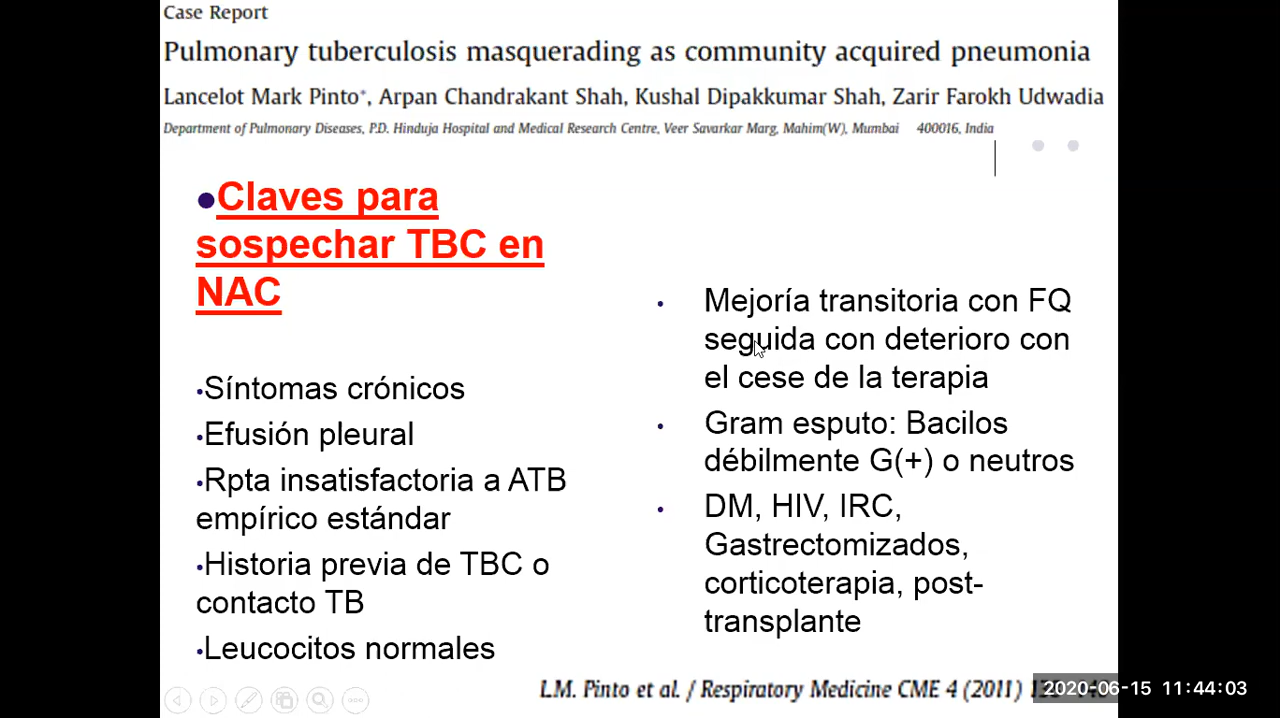 Case Report
Pulmonary tuberculosis masquerading as community acquired pneumonia
Lancelot Mark Pinto*, Arpan Chandrakant Shah, Kushal Dipakkumar Shah, Zarir Farokh Udwadia
Department of Pulmonary Diseases, P.D. Hinduja Hospital and Medical Research Centre, Veer Savarkar Marg, Mahim(W), Mumbai 400016, India
•Claves para
sospechar TBC en
NAC
•Síntomas crónicos
•Efusión pleural
•Rpta insatisfactoria a ATB
empírico estándar
•Historia previa de TBC o
contacto TB
•Leucocitos normales
• Mejoría transitoria con FQ
seguida con deterioro con
el cese de la terapia
• Gram esputo: Bacilos
débilmente G(+) o neutros
• DM, HIV, IRC,
Gastrectomizados,
corticoterapia, post-
transplante
L.M. Pinto et al. / Respiratory Medicine CME 4 (2011)
2020-06-15 11:44:03